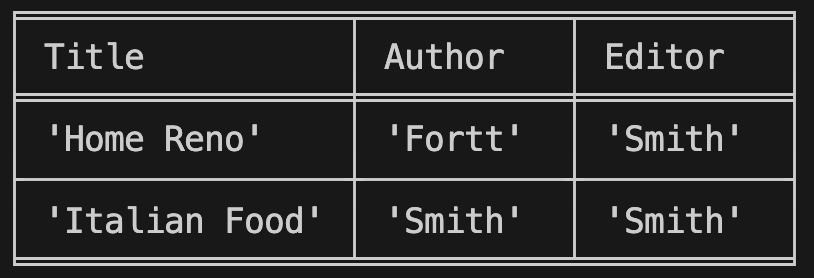 Title Author Editor
'Home Reno' 'Fortt' 'Smith'
'Italian Food' 'Smith' 'Smith'